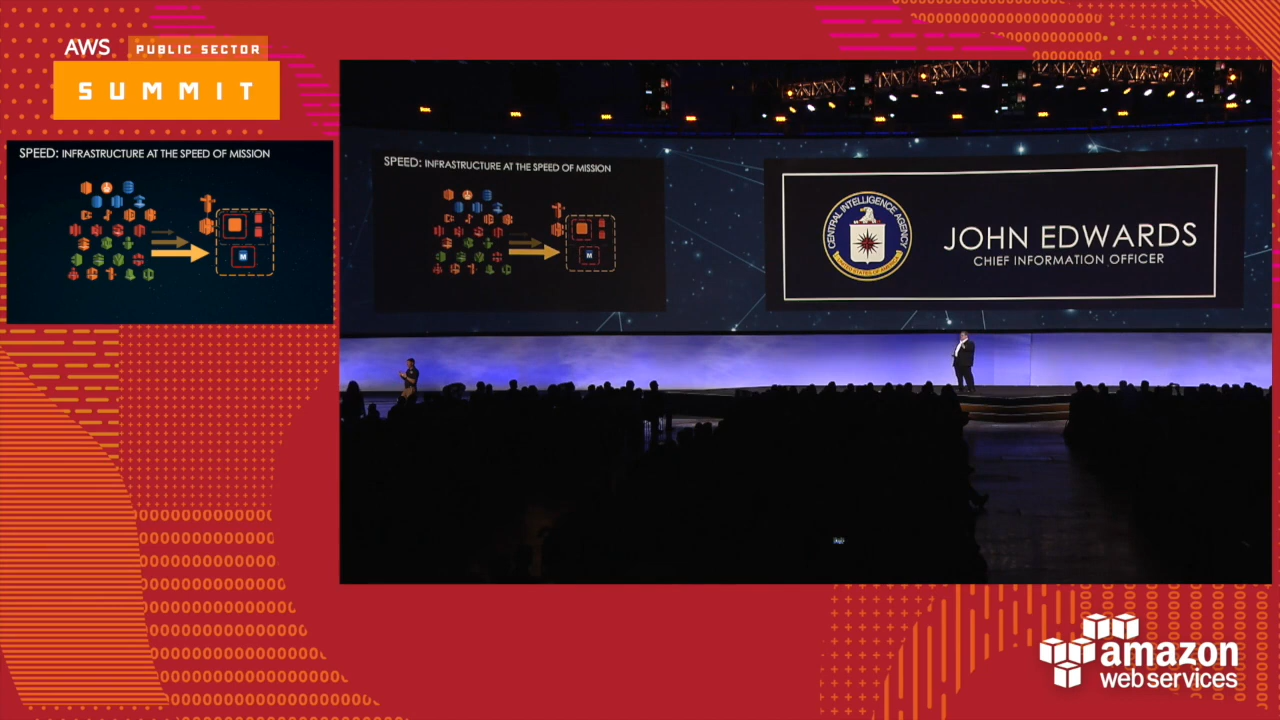 AWS PUBLIC SECTOR
SUMMIT
SPEED: INFRASTRUCTURE AT THE SPEED OF MISSION
M
SPEED: INFRASTRUCTURE AT THE SPEED OF MISSION
M
CENTRAL INTELLIGENCE AGENCY
UNITED STATES OF AMERICA
JOHN EDWARDS
CHIEF INFORMATION OFFICER
amazon
web services